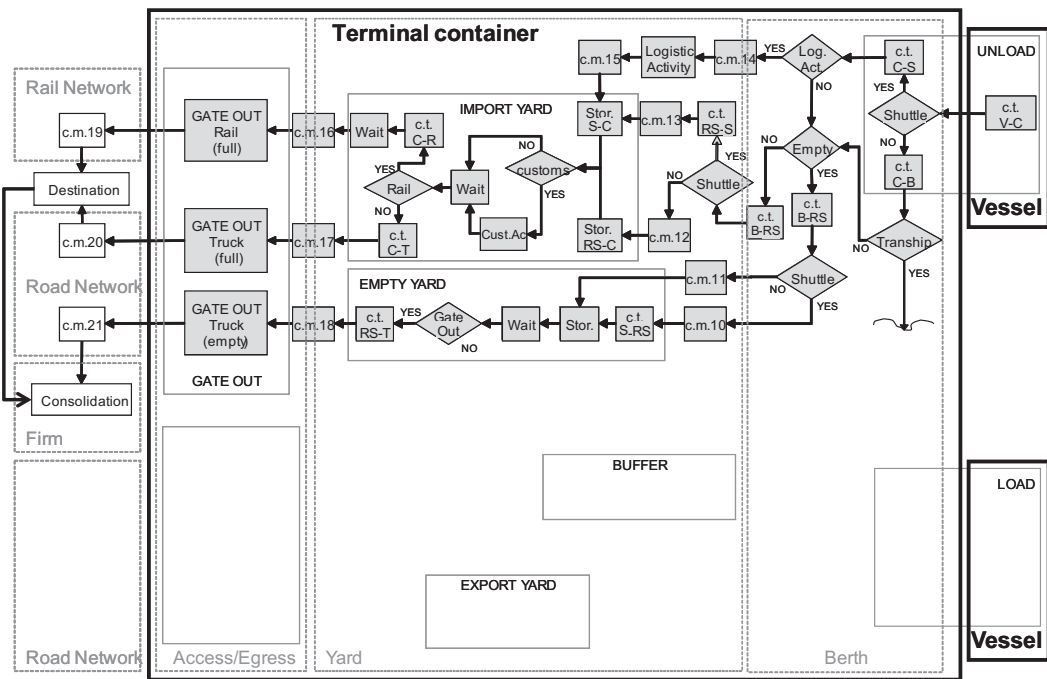 Terminal container
Vessel
UNLOAD
c.m.15
Logistic
Activity
c.m.14
YES
Log.
Act.
c.t.
C-S
NO
YES
Rail Network
GATE OUT
Rail
(full)
c.m.19
c.m.16
Wait
c.t.
C-R
IMPORT YARD
Stor.
S-C
c.m.13
c.t.
RS-S
Shuttle
c.t.
V-C
NO
Empty
NO
YES
NO
c.t.
C-B
YES
Rail
Wait
NO
customs
YES
NO
Shuttle
YES
Destination
Vessel
c.t.
B-RS
c.t.
B-RS
NO
c.t.
C-T
Cust.Ac
Stor.
RS-C
c.m.12
NO
Tranship
YES
c.m.20
GATE OUT
Truck
(full)
c.m.17
Road Network
EMPTY YARD
c.m.11
NO
Shuttle
YES
c.m.21
GATE OUT
Truck
(empty)
c.m.18
c.t.
RS-T
YES
Gate
Out
NO
Wait
Stor.
c.t.
S-RS
c.m.10
GATE OUT
Consolidation
Firm
BUFFER
LOAD
EXPORT YARD
Vessel
Road Network
Access/Egress
Yard
Berth